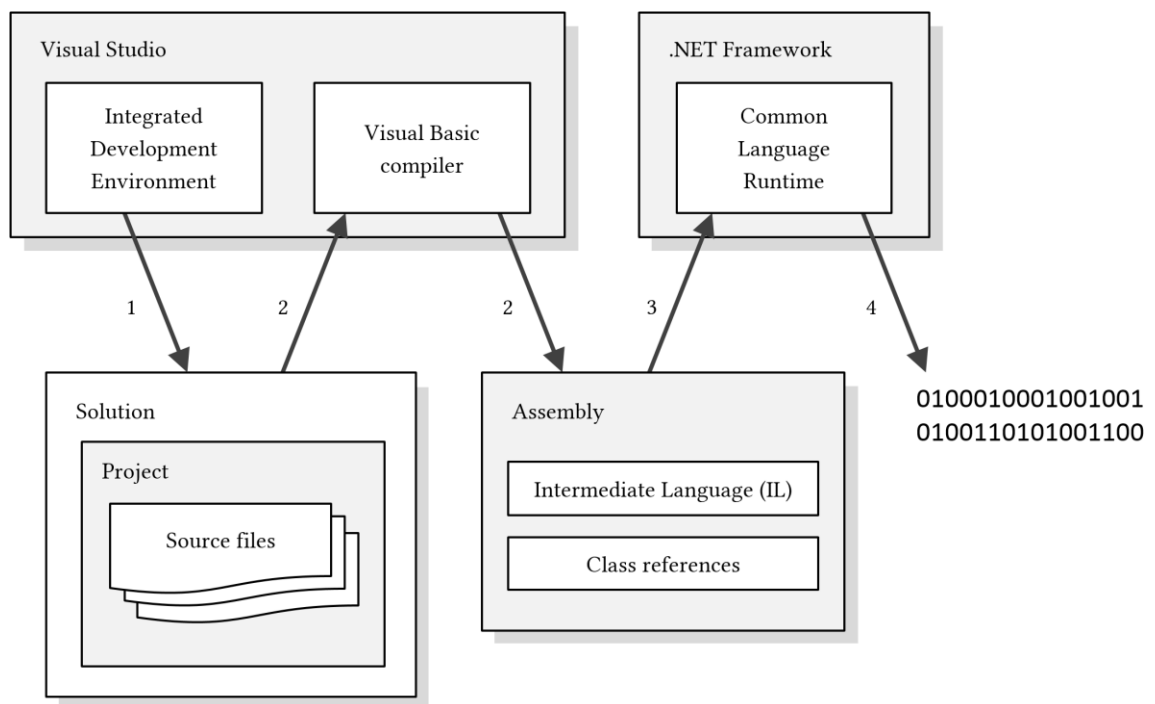 Visual Studio
Integrated
Development
Environment
Visual Basic
compiler
.NET Framework
Common
Language
Runtime
1
2
2
3
4
Solution
Project
Source files
Assembly
Intermediate Language (IL)
Class references
0100010001001001
0100110101001100